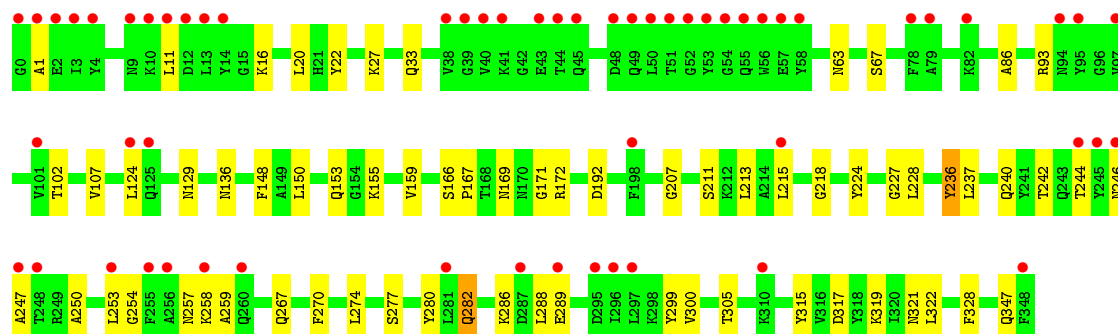 G0 A1 E2 I3 Y4 N9 K10 L11 D12 L13 Y14 G15 K16 L20 H21 Y22 K27 Q33 V38 G39 V40 K41 G42 E43 T44 Q45 D48 Q49 L50 T51 G52 Y53 G54 Q55 W56 E57 Y58 N63 S67 F78 A79 K82 A86 R93 N94 Y95 G96 V97
V101 T102 V107 L124 Q125 N129 N136 F148 A149 L150 Q153 G154 K155 V159 S166 P167 T168 N169 N170 G171 R172 D192 F198 G207 S211 K212 L213 A214 L215 G218 Y224 G227 L228 Y236 L237 Q240 Y241 T242 Q243 T244 Y245 N246
A247 T248 R249 A250 L253 G254 F255 A256 N257 K258 A259 Q260 Q267 F270 L274 S277 Y280 L281 Q282 K286 D287 L288 E289 D295 I296 L297 K298 Y299 V300 T305 K310 Y315 V316 D317 Y318 K319 I320 N321 L322 F328 Q347 F348